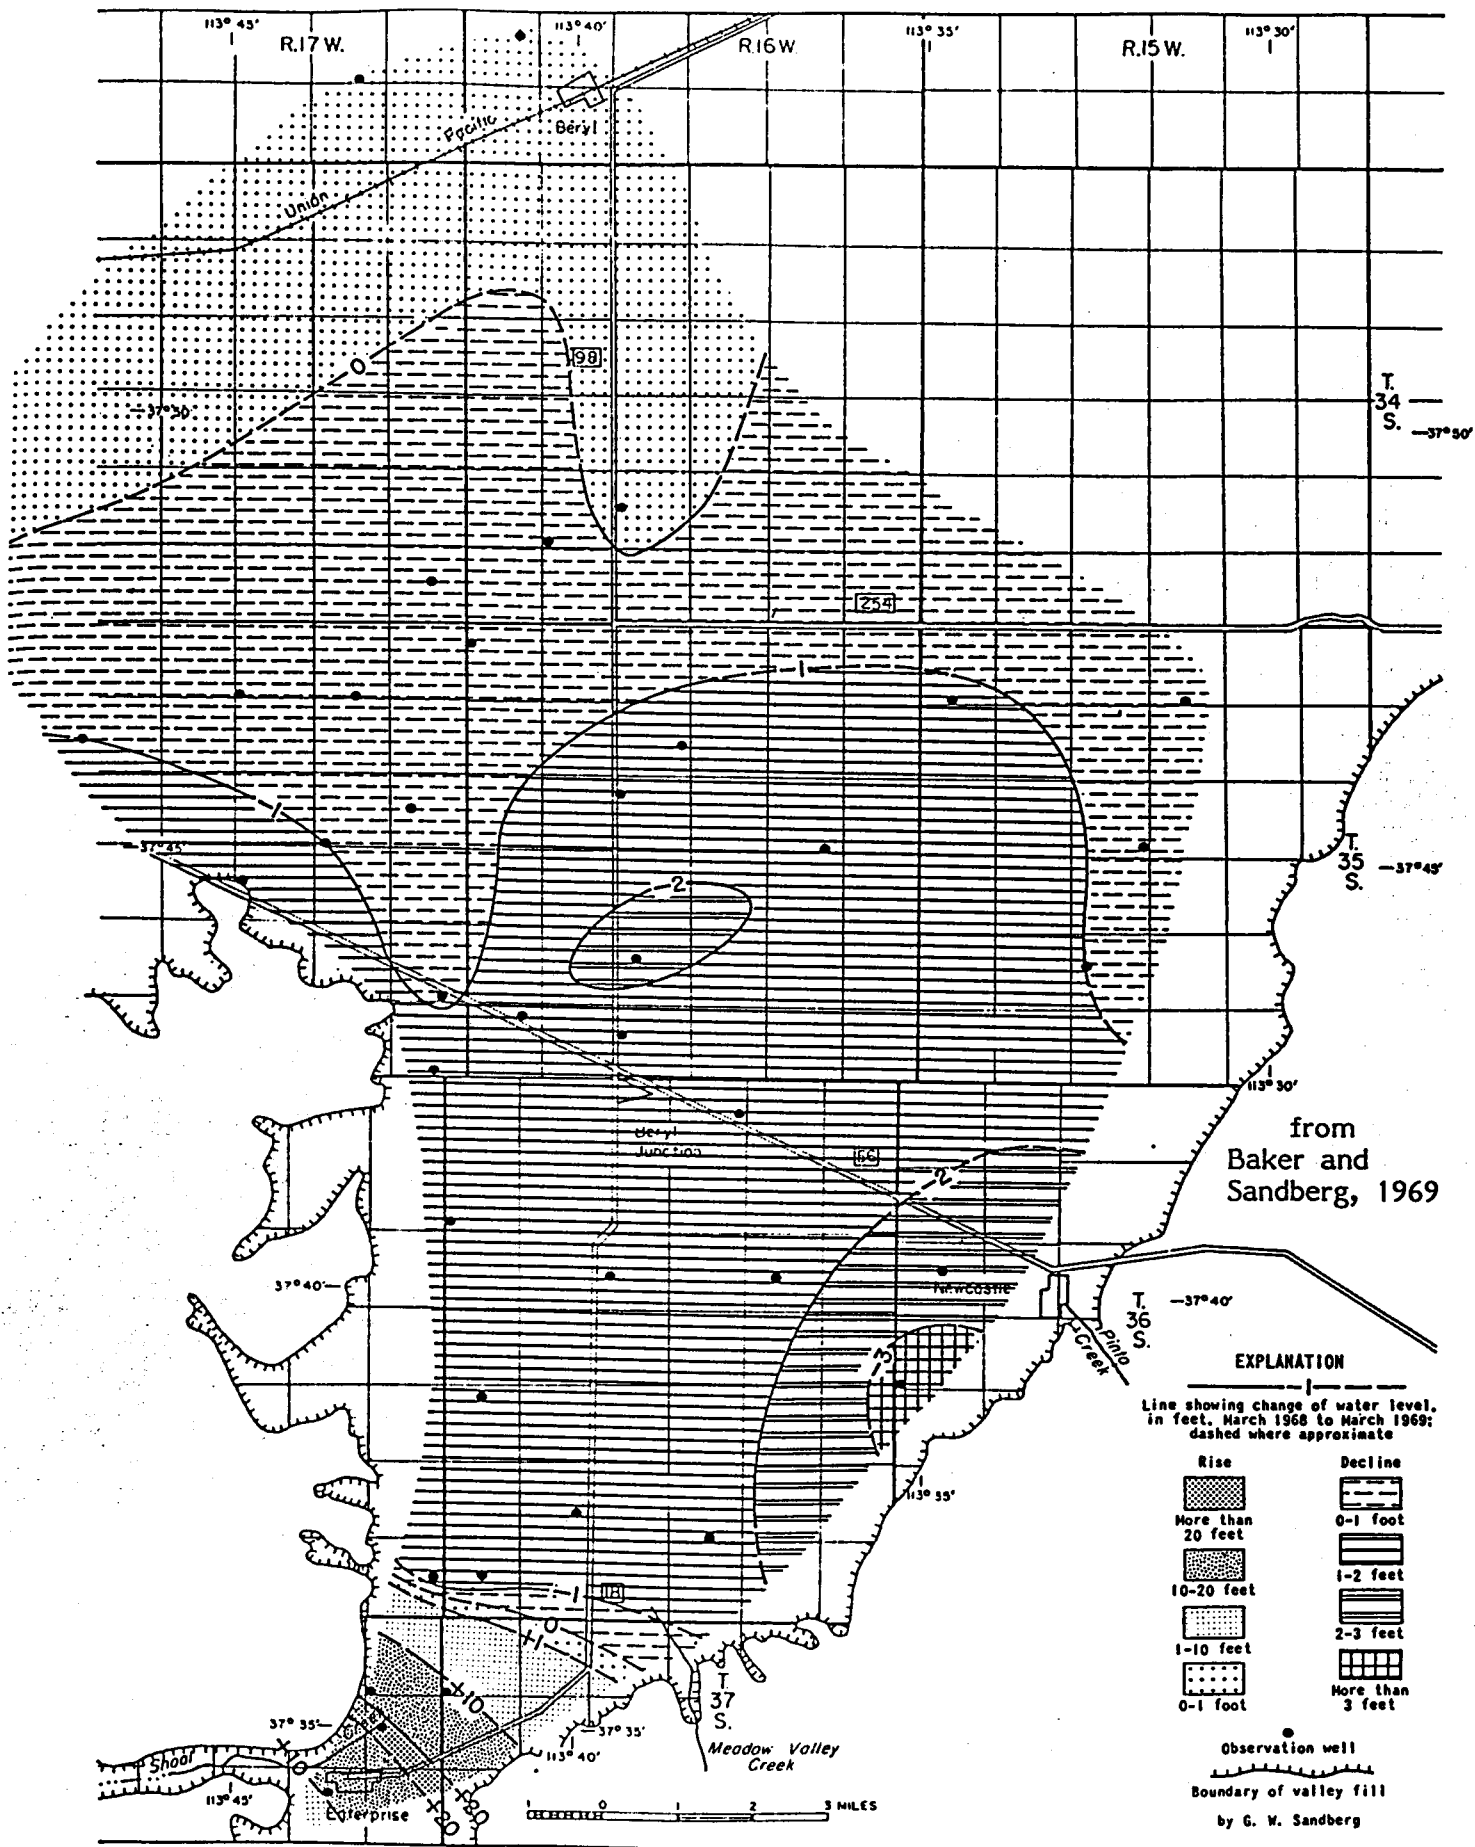 113° 45'
R.17 W.
113° 40'
R.16 W.
113° 35'
R.15 W.
113° 30'
Beryl
Pacific
Union
0
98
37° 50'
T.
34
S.
37° 50'
254
1
1
37° 45'
T.
35
S.
37° 45'
2
113° 30'
from
Baker and
Sandberg, 1969
Beryl
Junction
56
2
37° 40'
Newcastle
T.
36
S.
37° 40'
Pinto
Creek
3
113° 35'
EXPLANATION
1
Line showing change of water level,
in feet, March 1968 to March 1969;
dashed where approximate
Rise
Decline
More than
20 feet
0-1 foot
10-20 feet
1-2 feet
1-10 feet
2-3 feet
0-1 foot
More than
3 feet
Observation well
Boundary of valley fill
by G. W. Sandberg
1
18
0
+1
+10
T.
37
S.
37° 35'
37° 35'
113° 40'
Meadow Valley
Creek
Shoal
Creek
0
113° 45'
Enterprise
+20
+20
1 0 1 2 3 MILES